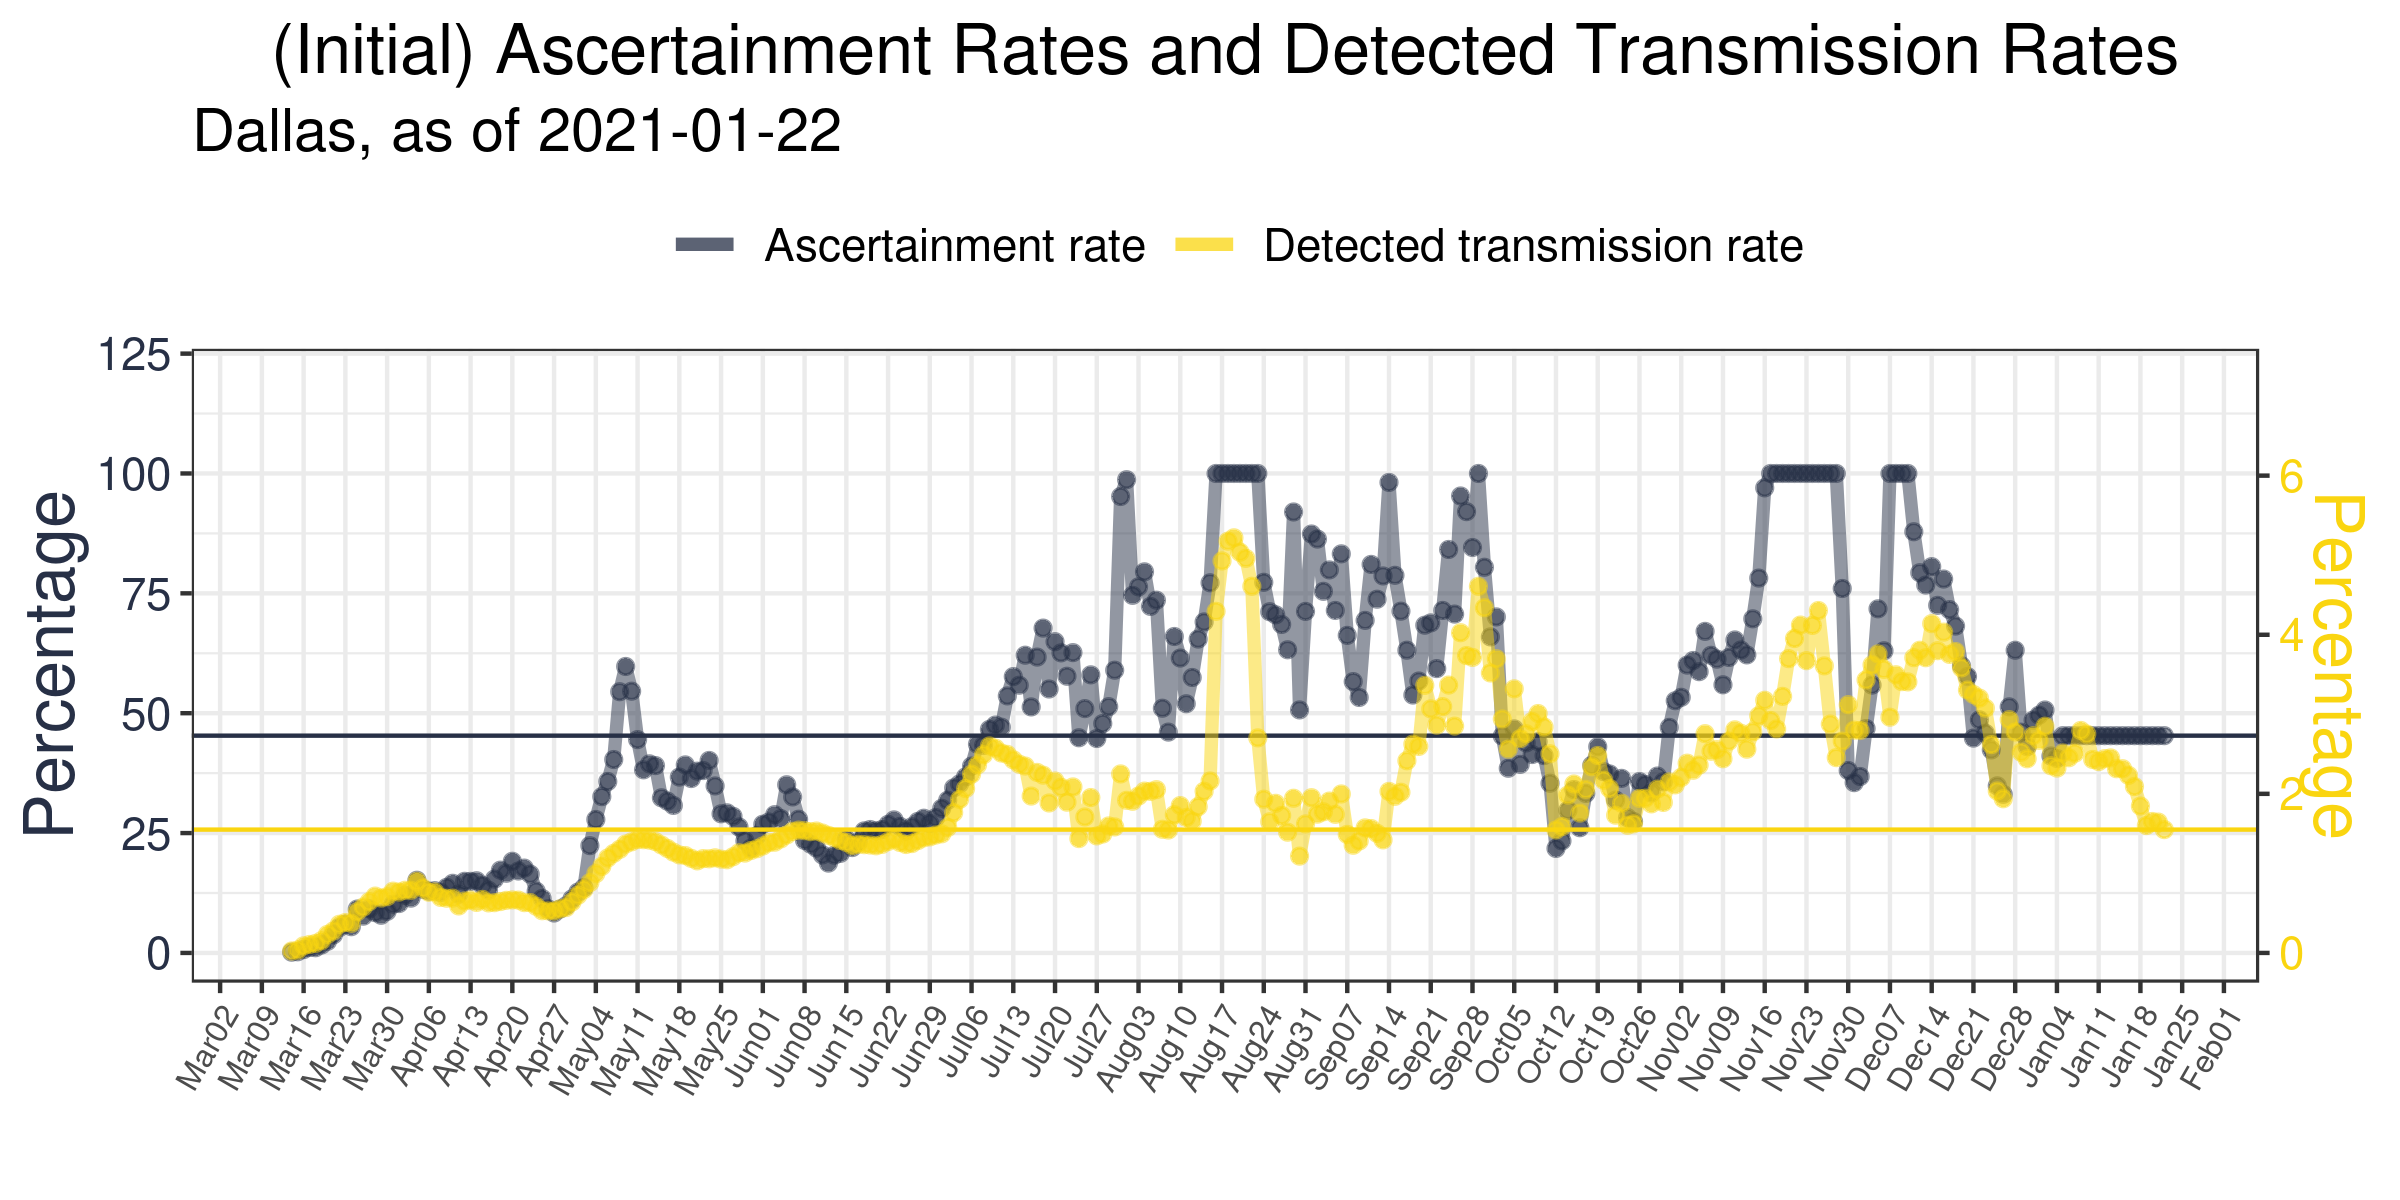 (Initial) Ascertainment Rates and Detected Transmission Rates
Dallas, as of 2021-01-22
Ascertainment rate
Detected transmission rate
Percentage
125
100
75
50
25
0
6
4
2
0
Percentage
Mar02
Mar09
Mar16
Mar23
Mar30
Apr06
Apr13
Apr20
Apr27
May04
May11
May18
May25
Jun01
Jun08
Jun15
Jun22
Jun29
Jul06
Jul13
Jul20
Jul27
Aug03
Aug10
Aug17
Aug24
Aug31
Sep07
Sep14
Sep21
Sep28
Oct05
Oct12
Oct19
Oct26
Nov02
Nov09
Nov16
Nov23
Nov30
Dec07
Dec14
Dec21
Dec28
Jan04
Jan11
Jan18
Jan25
Feb01